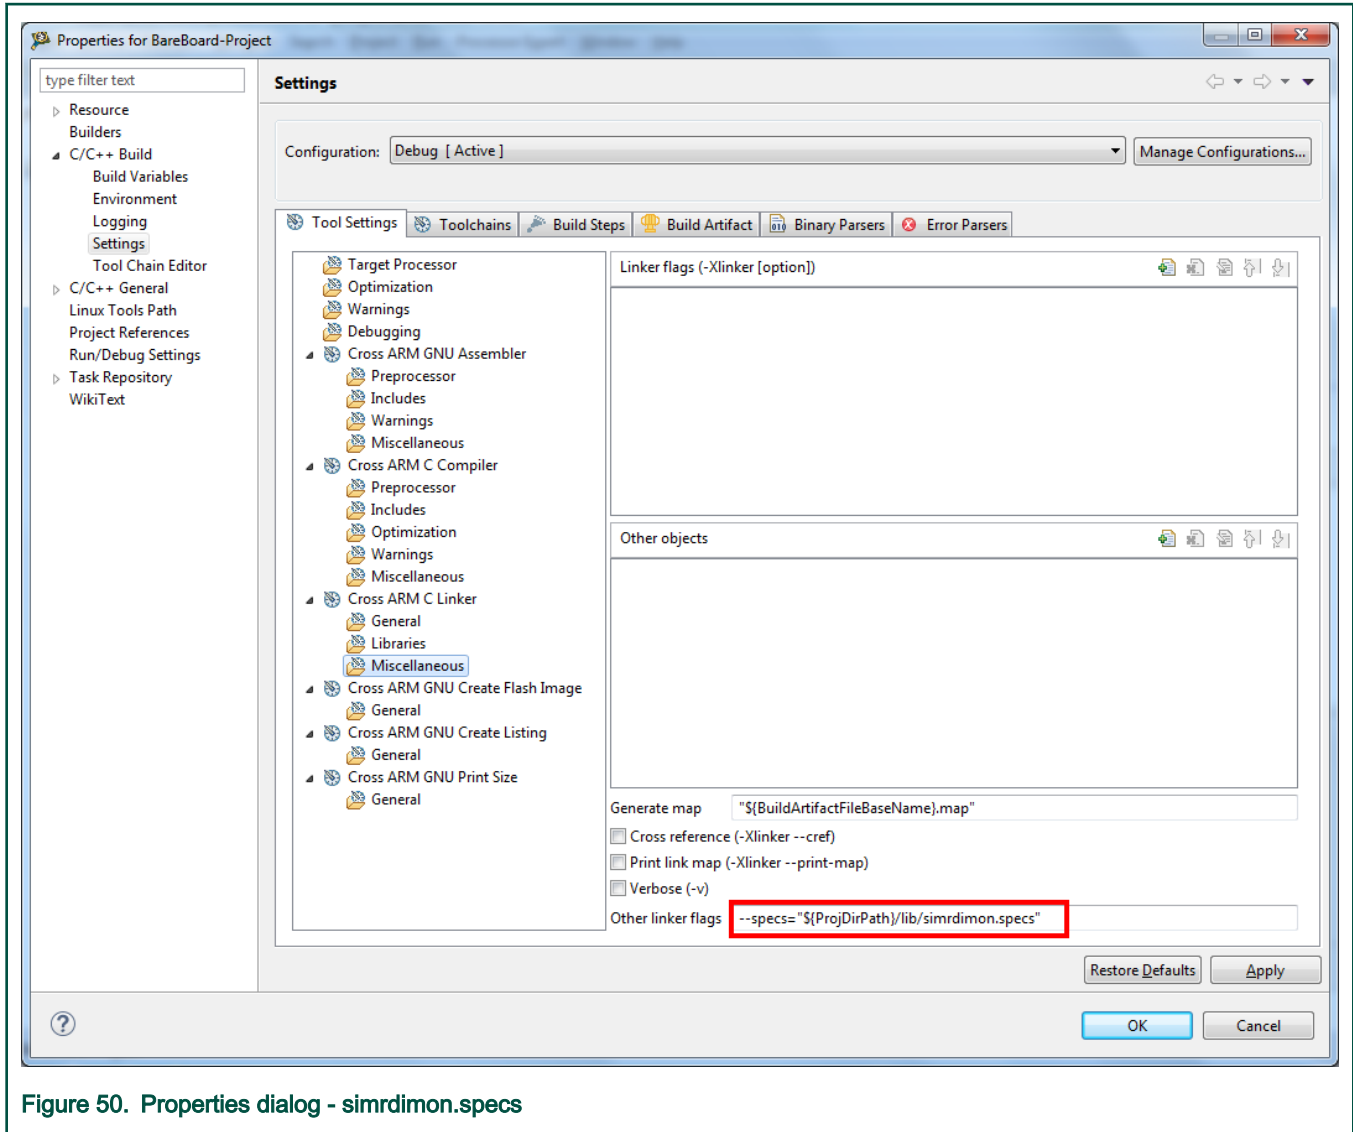 Properties for BareBoard-Project
type filter text
Resource
Builders
C/C++ Build
Build Variables
Environment
Logging
Settings
Tool Chain Editor
C/C++ General
Linux Tools Path
Project References
Run/Debug Settings
Task Repository
WikiText
Settings
Configuration: Debug [ Active ] Manage Configurations...
Tool Settings Toolchains Build Steps Build Artifact Binary Parsers Error Parsers
Target Processor
Optimization
Warnings
Debugging
Cross ARM GNU Assembler
Preprocessor
Includes
Warnings
Miscellaneous
Cross ARM C Compiler
Preprocessor
Includes
Optimization
Warnings
Miscellaneous
Cross ARM C Linker
General
Libraries
Miscellaneous
Cross ARM GNU Create Flash Image
General
Cross ARM GNU Create Listing
General
Cross ARM GNU Print Size
General
Linker flags (-Xlinker [option])
Other objects
Generate map "${BuildArtifactFileBaseName}.map"
Cross reference (-Xlinker --cref)
Print link map (-Xlinker --print-map)
Verbose (-v)
Other linker flags --specs="${ProjDirPath}/lib/simrdimon.specs"
Restore Defaults Apply
OK Cancel
Figure 50. Properties dialog - simrdimon.specs